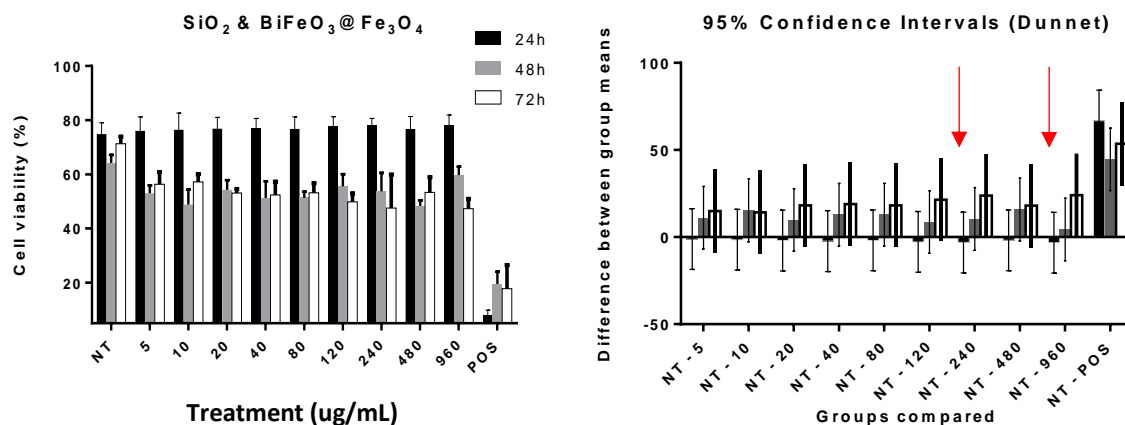 SiO₂ & BiFeO₃@ Fe₃O₄
24h
48h
72h
Cell viability (%)
100
80
60
40
20
NT
5
10
20
40
80
120
240
480
960
POS
Treatment (ug/mL)
95% Confidence Intervals (Dunnet)
Difference between group means
100
50
0
-50
NT - 5
NT - 10
NT - 20
NT - 40
NT - 80
NT - 120
NT - 240
NT - 480
NT - 960
NT - POS
Groups compared